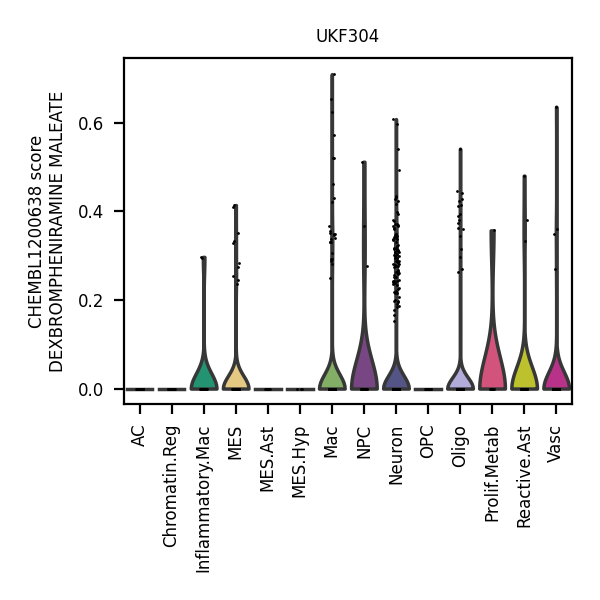 UKF304
CHEMBL1200638 score
DEXBROMPHENIRAMINE MALEATE
0.6
0.4
0.2
0.0
AC
Chromatin.Reg
Inflammatory.Mac
MES
MES.Ast
MES.Hyp
Mac
NPC
Neuron
OPC
Oligo
Prolif.Metab
Reactive.Ast
Vasc